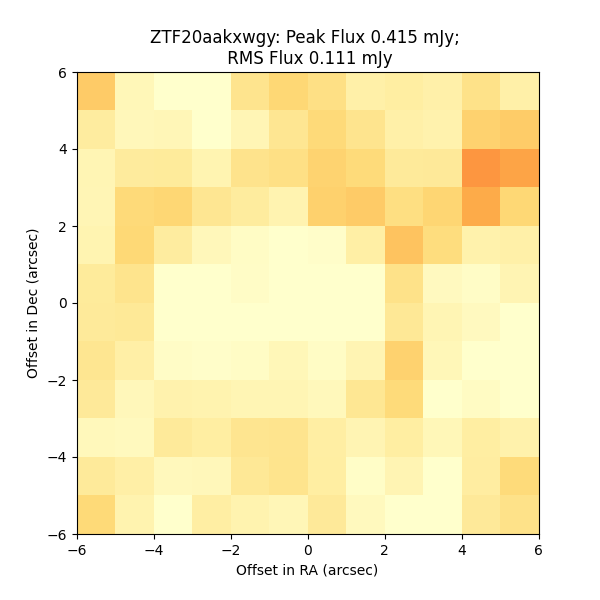 ZTF20aakxwgy: Peak Flux 0.415 mJy;
RMS Flux 0.111 mJy
6
4
2
0
−2
−4
−6
Offset in Dec (arcsec)
−6 −4 −2 0 2 4 6
Offset in RA (arcsec)